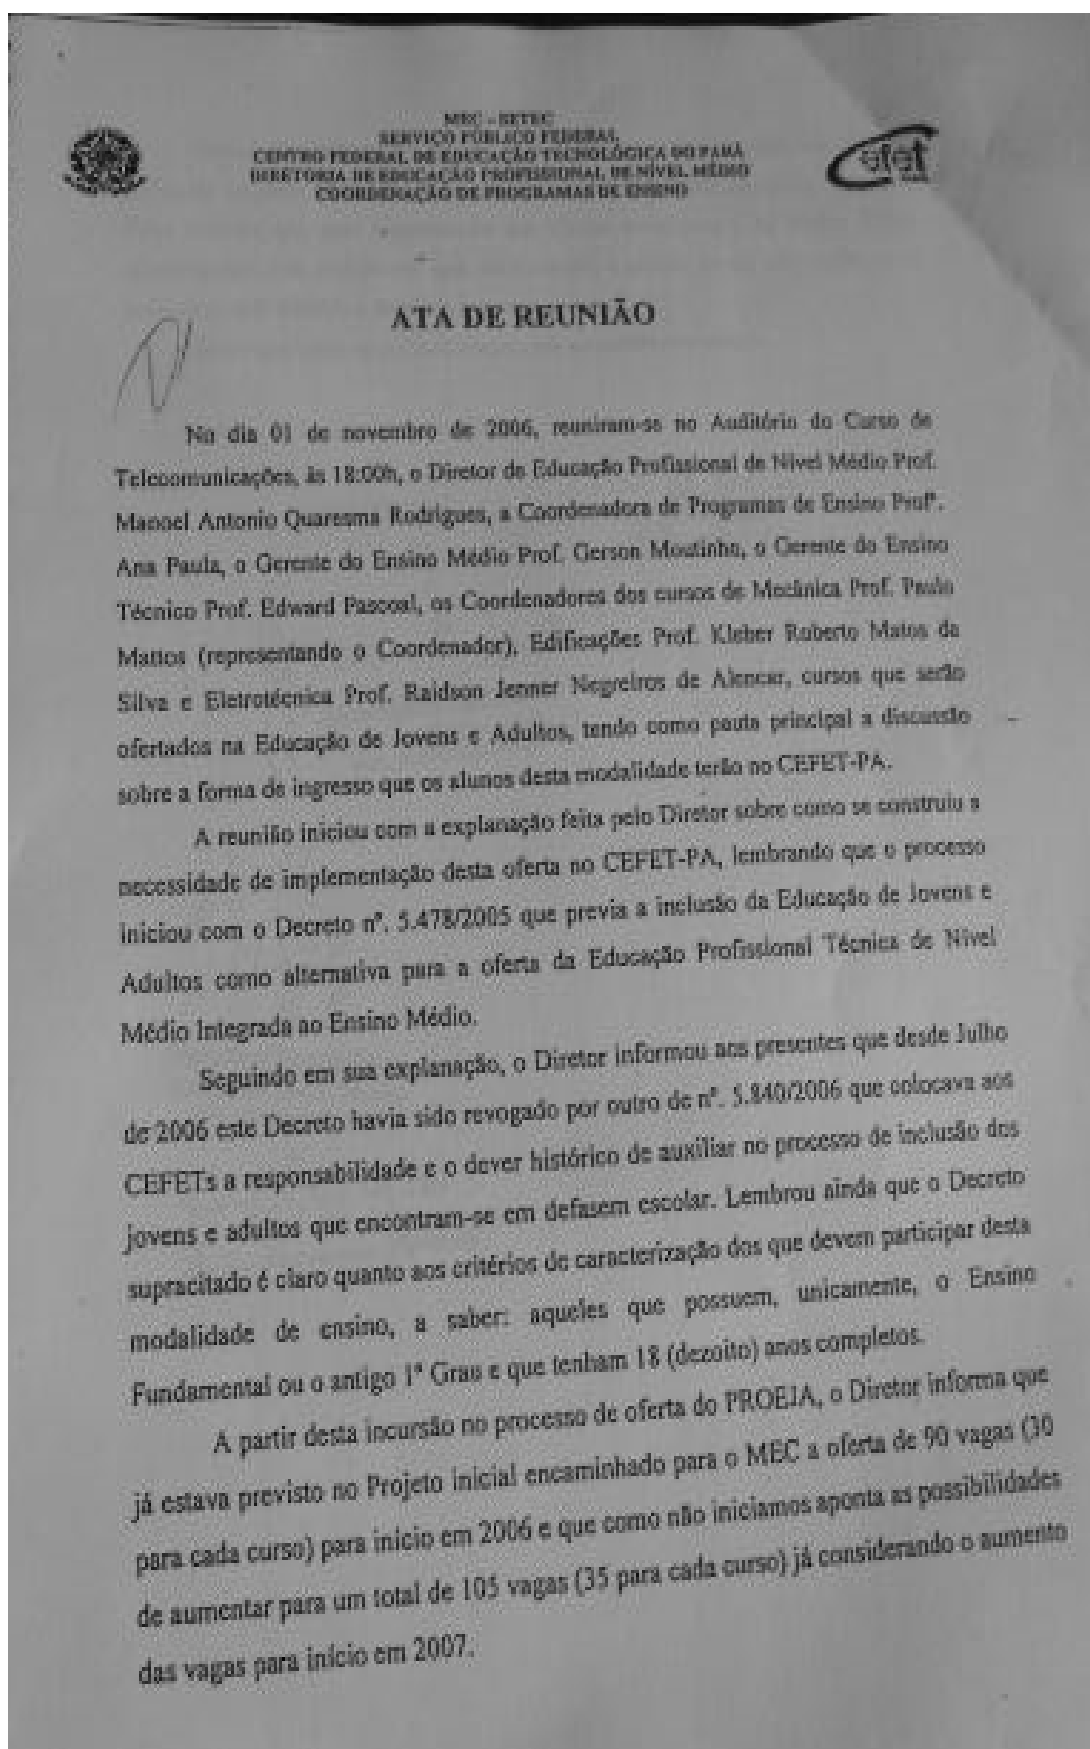 MEC – SETEC
SERVIÇO PÚBLICO FEDERAL
CENTRO FEDERAL DE EDUCAÇÃO TECNOLÓGICA DO PARÁ
DIRETORIA DE EDUCAÇÃO PROFISSIONAL DE NÍVEL MÉDIO
COORDENAÇÃO DE PROGRAMAS DE ENSINO
Cefet
ATA DE REUNIÃO
No dia 01 de novembro de 2006, reuniram-se no Auditório do Curso de
Telecomunicações, às 18:00h, o Diretor de Educação Profissional de Nível Médio Prof.
Manoel Antonio Quaresma Rodrigues, a Coordenadora de Programas de Ensino Profª.
Ana Paula, o Gerente do Ensino Médio Prof. Gerson Moutinho, o Gerente do Ensino
Técnico Prof. Edward Pascoal, os Coordenadores dos cursos de Mecânica Prof. Paulo
Mattos (representando o Coordenador), Edificações Prof. Kleber Roberto Matos da
Silva e Eletrotécnica Prof. Raidson Jenner Negreiros de Alencar, cursos que serão
ofertados na Educação de Jovens e Adultos, tendo como pauta principal a discussão
sobre a forma de ingresso que os alunos desta modalidade terão no CEFET-PA.
A reunião iniciou com a explanação feita pelo Diretor sobre como se construiu a
necessidade de implementação desta oferta no CEFET-PA, lembrando que o processo
iniciou com o Decreto nº. 5.478/2005 que previa a inclusão da Educação de Jovens e
Adultos como alternativa para a oferta da Educação Profissional Técnica de Nível
Médio Integrada ao Ensino Médio.
Seguindo em sua explanação, o Diretor informou aos presentes que desde Julho
de 2006 este Decreto havia sido revogado por outro de nº. 5.840/2006 que colocava aos
CEFETs a responsabilidade e o dever histórico de auxiliar no processo de inclusão dos
jovens e adultos que encontram-se em defasem escolar. Lembrou ainda que o Decreto
supracitado é claro quanto aos critérios de caracterização dos que devem participar desta
modalidade de ensino, a saber: aqueles que possuem, unicamente, o Ensino
Fundamental ou o antigo 1º Grau e que tenham 18 (dezoito) anos completos.
A partir desta incursão no processo de oferta do PROEJA, o Diretor informa que
já estava previsto no Projeto inicial encaminhado para o MEC a oferta de 90 vagas (30
para cada curso) para início em 2006 e que como não iniciamos aponta as possibilidades
de aumentar para um total de 105 vagas (35 para cada curso) já considerando o aumento
das vagas para início em 2007.